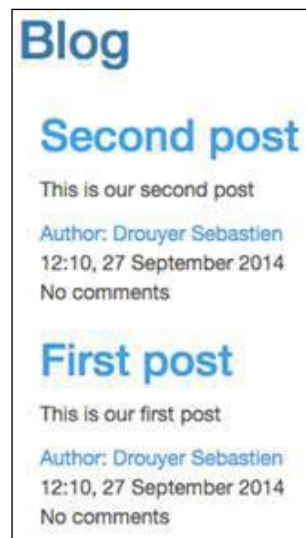 Blog
Second post
This is our second post
Author: Drouyer Sebastien
12:10, 27 September 2014
No comments
First post
This is our first post
Author: Drouyer Sebastien
12:10, 27 September 2014
No comments